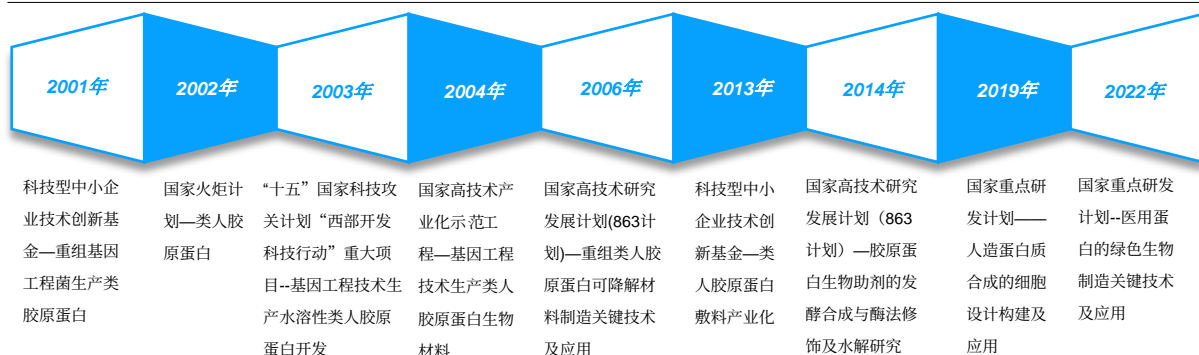 2001年
2002年
2003年
2004年
2006年
2013年
2014年
2019年
2022年
科技型中小企
业技术创新基
金—重组基因
工程菌生产类
胶原蛋白
国家火炬计
划—类人胶
原蛋白
“十五”国家科技攻
关计划“西部开发
科技行动”重大项
目--基因工程技术生
产水溶性类人胶原
蛋白开发
国家高技术产
业化示范工
程—基因工程
技术生产类人
胶原蛋白生物
材料
国家高技术研究
发展计划(863计
划)—重组类人胶
原蛋白可降解材
料制造关键技术
及应用
科技型中小
企业技术创
新基金—类
人胶原蛋白
敷料产业化
国家高技术研究
发展计划（863
计划）—胶原蛋
白生物助剂的发
酵合成与酶法修
饰及水解研究
国家重点研
发计划——
人造蛋白质
合成的细胞
设计构建及
应用
国家重点研发
计划--医用蛋
白的绿色生物
制造关键技术
及应用